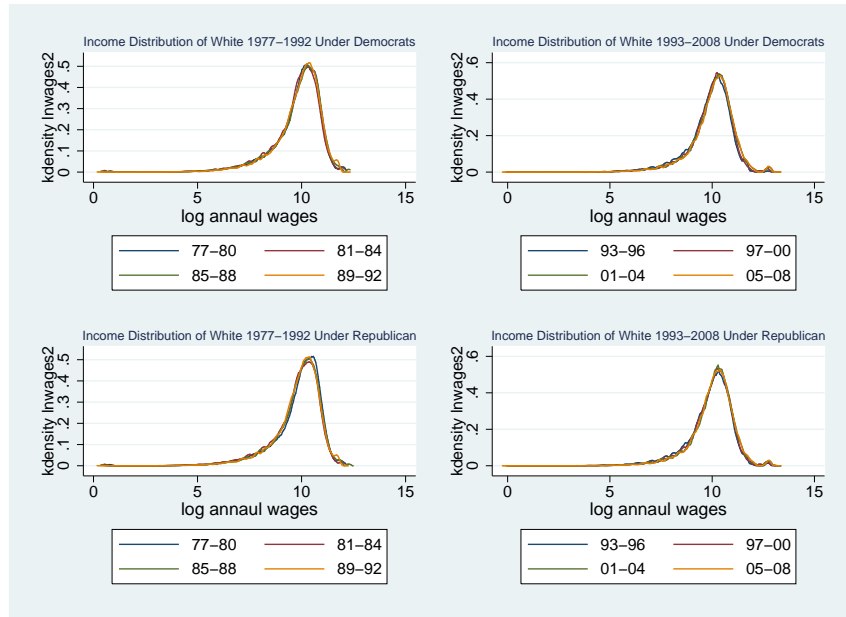 Income Distribution of White 1977−1992 Under Democrats
kdensity lnwages2
.5
.4
.3
.2
.1
0
0 5 10 15
log annaul wages
77−80 81−84
85−88 89−92
Income Distribution of White 1993−2008 Under Democrats
kdensity lnwages2
.6
.4
.2
0
0 5 10 15
log annaul wages
93−96 97−00
01−04 05−08
Income Distribution of White 1977−1992 Under Republican
kdensity lnwages2
.5
.4
.3
.2
.1
0
0 5 10 15
log annaul wages
77−80 81−84
85−88 89−92
Income Distribution of White 1993−2008 Under Republican
kdensity lnwages2
.6
.4
.2
0
0 5 10 15
log annaul wages
93−96 97−00
01−04 05−08